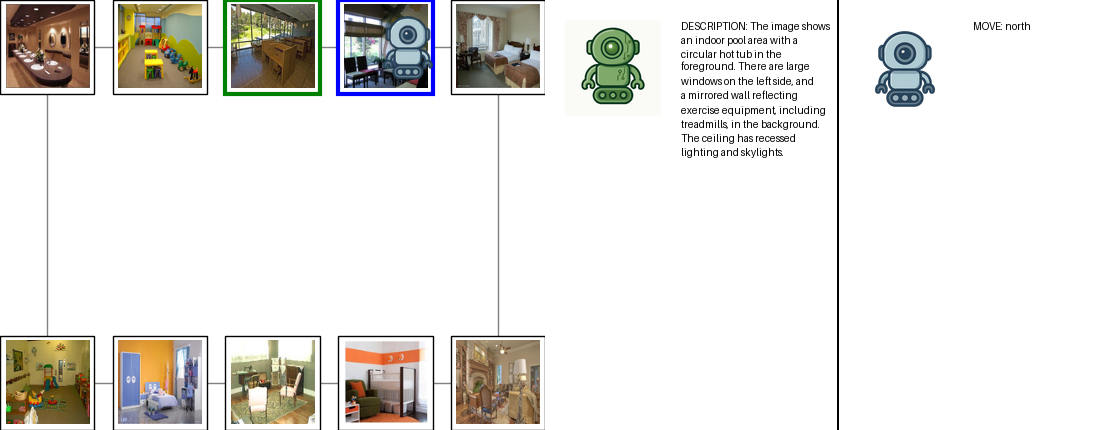 DESCRIPTION: The image shows
an indoor pool area with a
circular hot tub in the
foreground. There are large
windows on the left side, and
a mirrored wall reflecting
exercise equipment, including
treadmills, in the background.
The ceiling has recessed
lighting and skylights.
MOVE: north